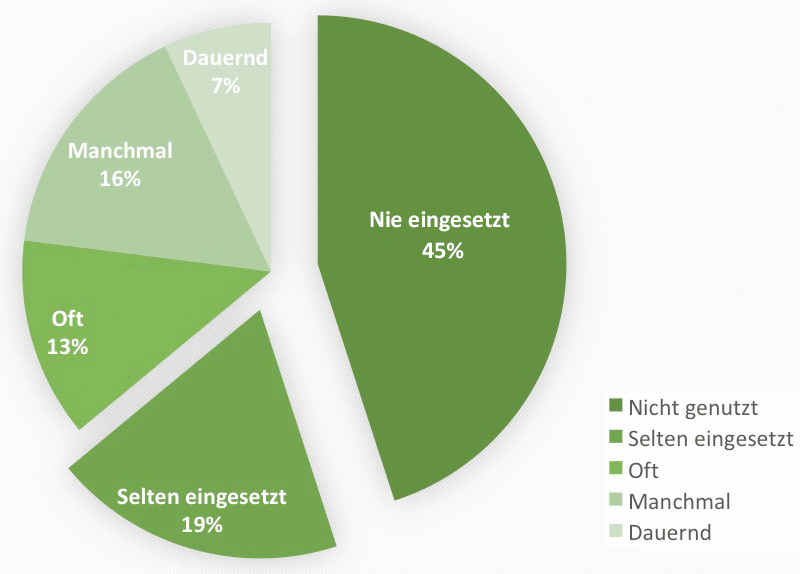 Dauernd
7%
Manchmal
16%
Nie eingesetzt
45%
Oft
13%
Selten eingesetzt
19%
Nicht genutzt
Selten eingesetzt
Oft
Manchmal
Dauernd